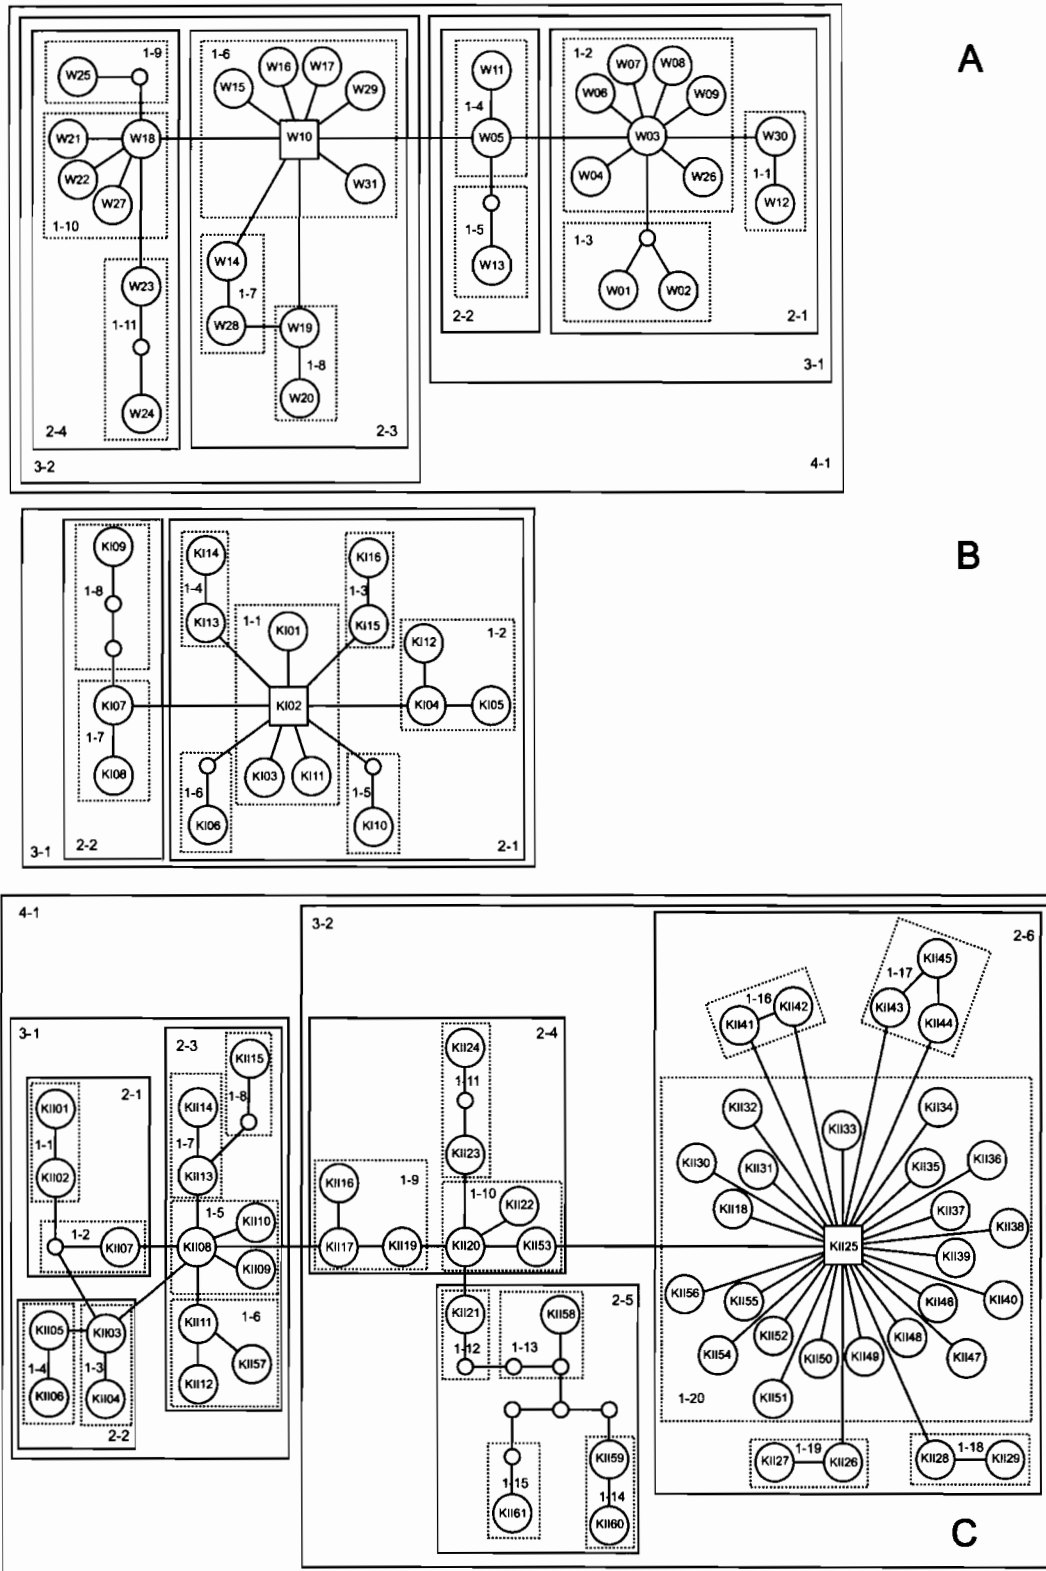 A
1-9
W25
W21
W18
W22
W27
1-10
W23
1-11
W24
2-4
1-6
W16
W17
W15
W29
W10
W31
W14
1-7
W28
W19
1-8
W20
2-3
3-2
W11
1-4
W05
1-5
W13
2-2
1-2
W07
W08
W06
W09
W03
W04
W26
W30
1-1
W12
1-3
W01
W02
2-1
3-1
4-1
B
KI09
1-8
KI07
1-7
KI08
2-2
3-1
KI14
1-4
KI13
KI16
1-3
KI15
1-1
KI01
1-2
KI12
KI02
KI04
KI05
KI03
KI11
1-6
KI06
1-5
KI10
2-1
4-1
3-1
2-1
KII01
1-1
KII02
1-2
KII07
2-3
KII15
1-8
KII14
1-7
KII13
1-5
KII10
KII08
KII09
KII05
KII03
1-4
1-3
KII06
KII04
2-2
KII11
1-6
KII57
KII12
3-2
2-4
KII24
1-11
KII23
KII16
1-9
1-10
KII22
KII17
KII19
KII20
KII53
KII21
KII58
2-5
1-12
1-13
KII59
1-15
1-14
KII61
KII60
2-6
KII45
1-17
1-16
KII42
KII43
KII41
KII44
KII32
KII34
KII33
KII30
KII31
KII35
KII36
KII18
KII37
KII38
KII25
KII39
KII56
KII55
KII46
KII40
KII52
KII48
KII54
KII50
KII49
KII47
1-20
KII51
1-19
KII27
KII26
1-18
KII28
KII29
C